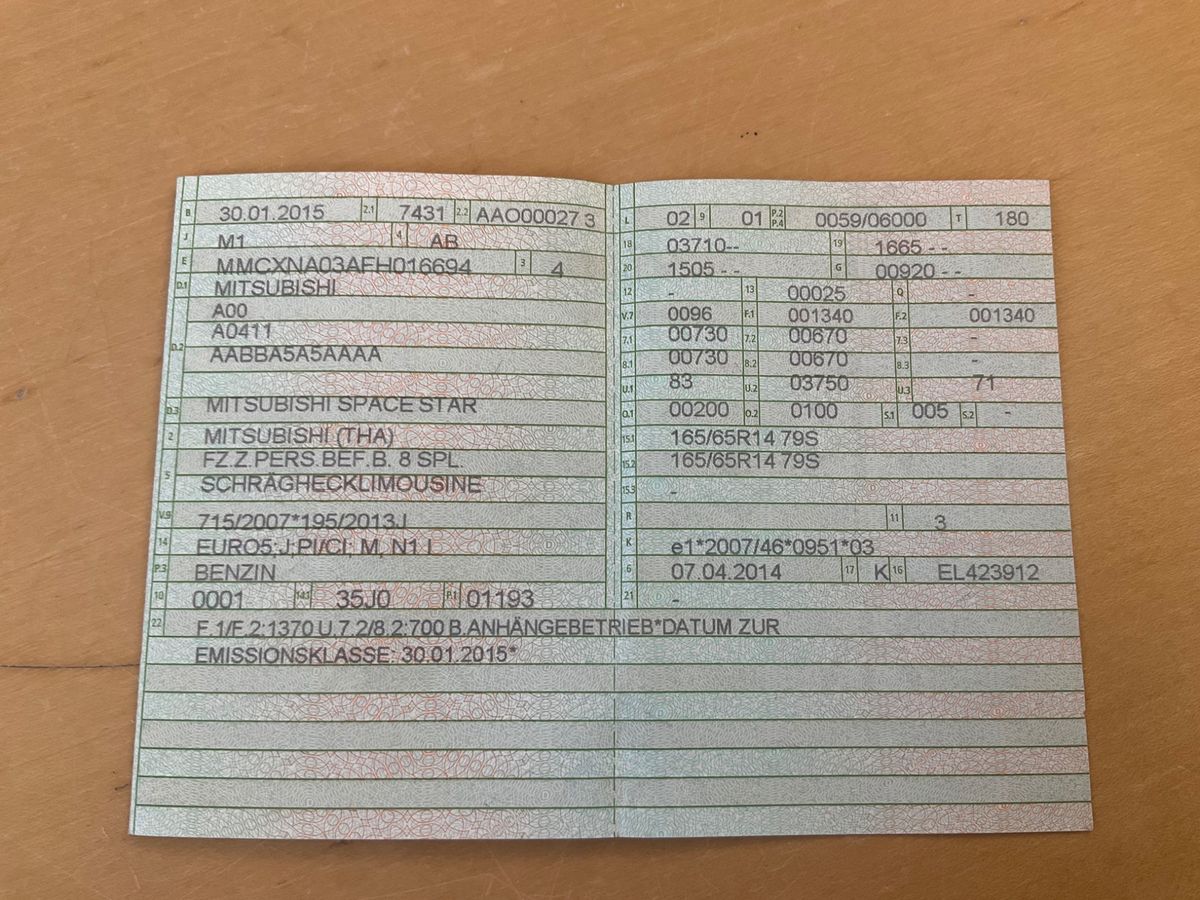 B 30.01.2015 2.1 7431 2.2 AAO00027 3
J M1 4 AB
E MMCXNA03AFH016694 3 4
D.1 MITSUBISHI
A00
D.2 A0411
AABBA5A5AAAA
D.3 MITSUBISHI SPACE STAR
2 MITSUBISHI (THA)
5 FZ.Z.PERS.BEF.B. 8 SPL.
SCHRÄGHECKLIMOUSINE
V.9 715/2007*195/2013J
14 EURO5;J;PI/CI; M, N1 I
P.3 BENZIN
10 0001 14.1 35J0 P.1 01193
L 02 9 01 P.2 P.4 0059/06000 T 180
18 03710-- 19 1665 - -
20 1505 - - G 00920 - -
12 - 13 00025 Q -
V.7 0096 F.1 001340 F.2 001340
7.1 00730 7.2 00670 7.3 -
8.1 00730 8.2 00670 8.3 -
U.1 83 U.2 03750 U.3 71
O.1 00200 O.2 0100 S.1 005 S.2 -
15.1 165/65R14 79S
15.2 165/65R14 79S
15.3 -
R 11 3
K e1*2007/46*0951*03
6 07.04.2014 17 K 16 EL423912
21 -
22 F.1/F.2:1370 U.7.2/8.2:700 B.ANHÄNGEBETRIEB*DATUM ZUR
EMISSIONSKLASSE: 30.01.2015*